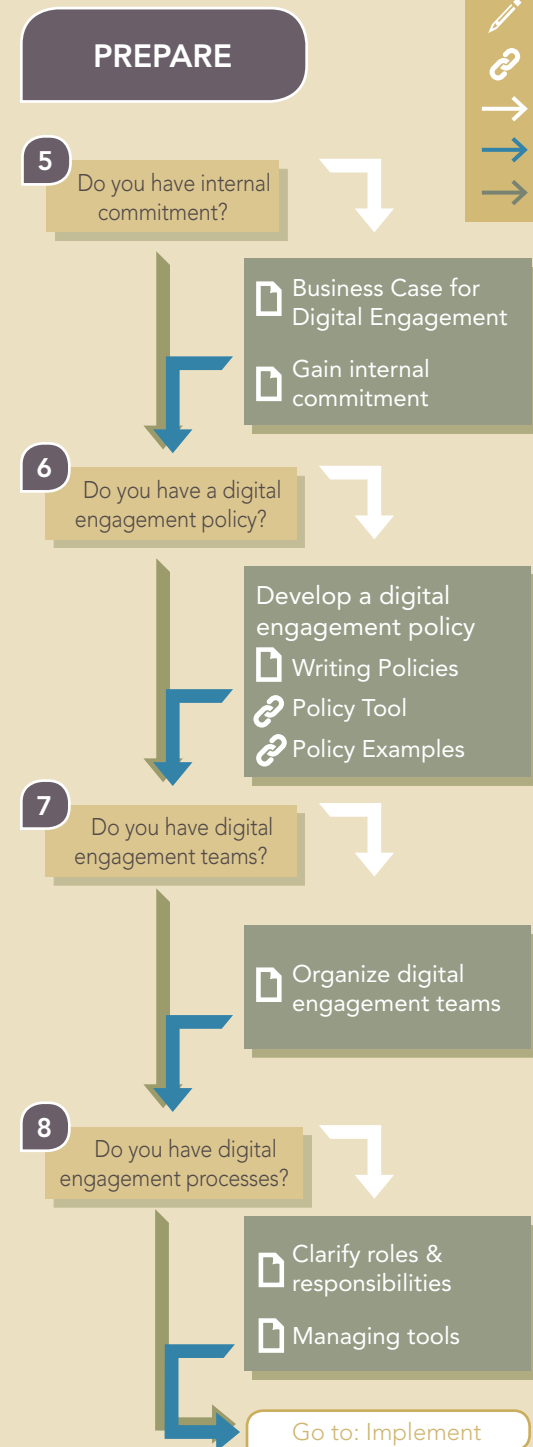 PREPARE
5
Do you have internal
commitment?
Business Case for
Digital Engagement
Gain internal
commitment
6
Do you have a digital
engagement policy?
Develop a digital
engagement policy
Writing Policies
Policy Tool
Policy Examples
7
Do you have digital
engagement teams?
Organize digital
engagement teams
8
Do you have digital
engagement processes?
Clarify roles &
responsibilities
Managing tools
Go to: Implement